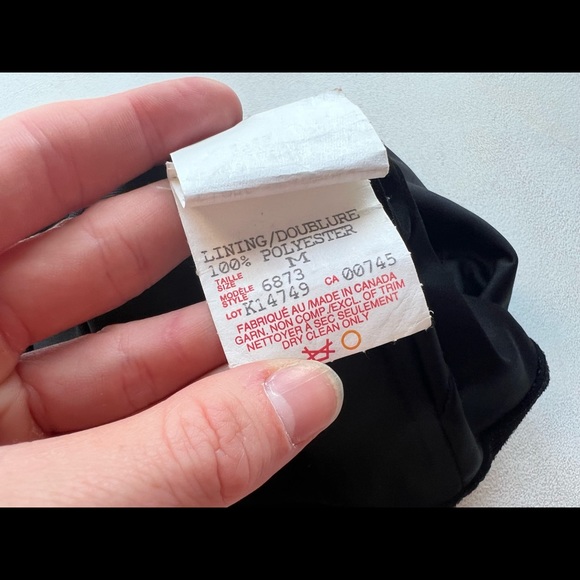 LINING/DOUBLURE
100% POLYESTER
TAILLE
SIZE M
MODÈLE
STYLE 6873 CA 00745
LOT K14749
FABRIQUÉ AU/MADE IN CANADA
GARN. NON COMP./EXCL. OF TRIM
NETTOYER À SEC SEULEMENT
DRY CLEAN ONLY